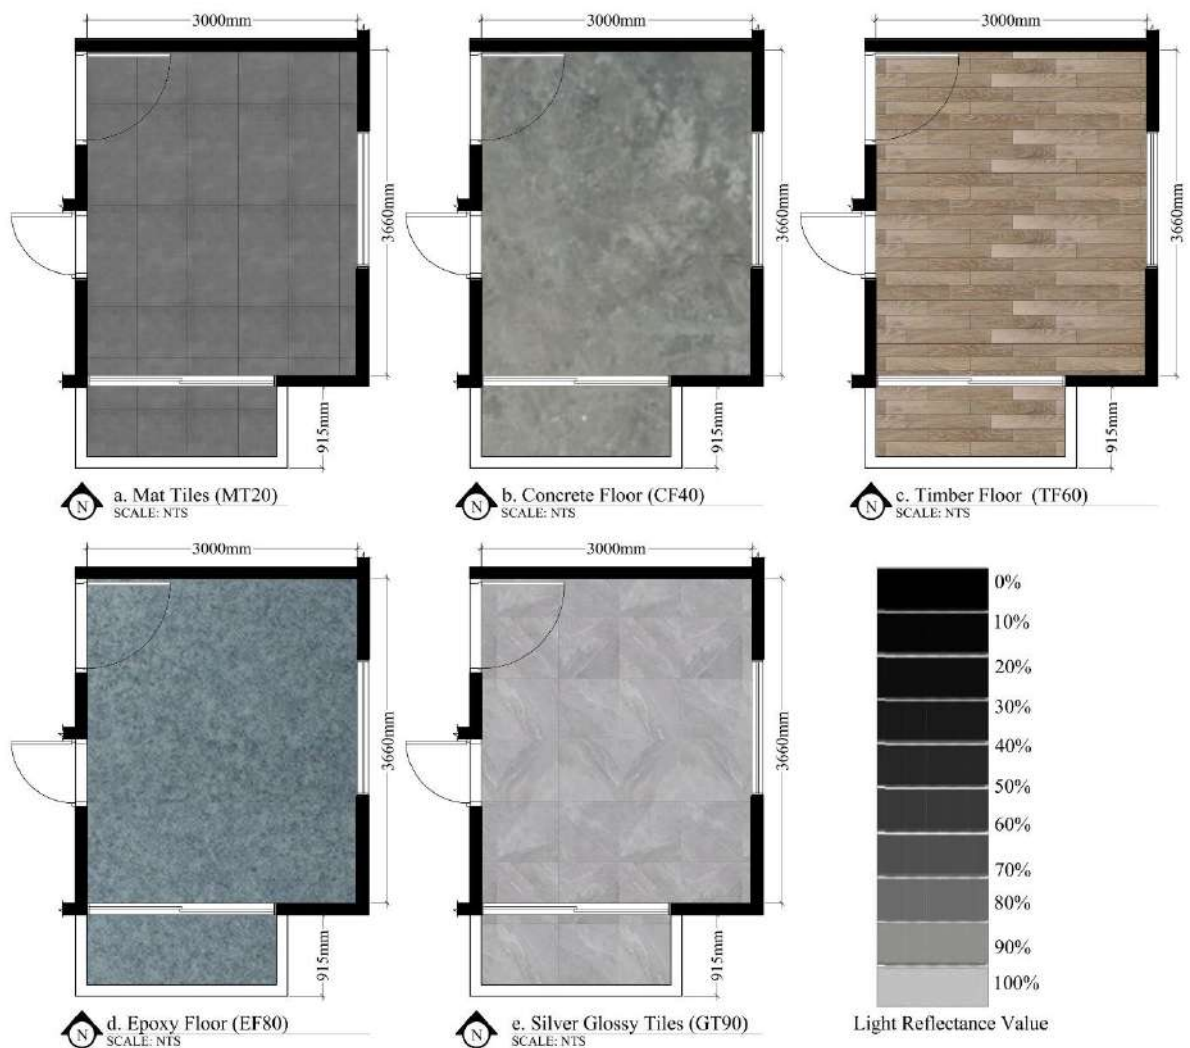 3000mm
3000mm
3000mm
3660mm
3660mm
3660mm
915mm
915mm
915mm
N
a. Mat Tiles (MT20)
SCALE: NTS
N
b. Concrete Floor (CF40)
SCALE: NTS
N
c. Timber Floor (TF60)
SCALE: NTS
3000mm
3000mm
3660mm
3660mm
915mm
915mm
N
d. Epoxy Floor (EF80)
SCALE: NTS
N
e. Silver Glossy Tiles (GT90)
SCALE: NTS
0%
10%
20%
30%
40%
50%
60%
70%
80%
90%
100%
Light Reflectance Value